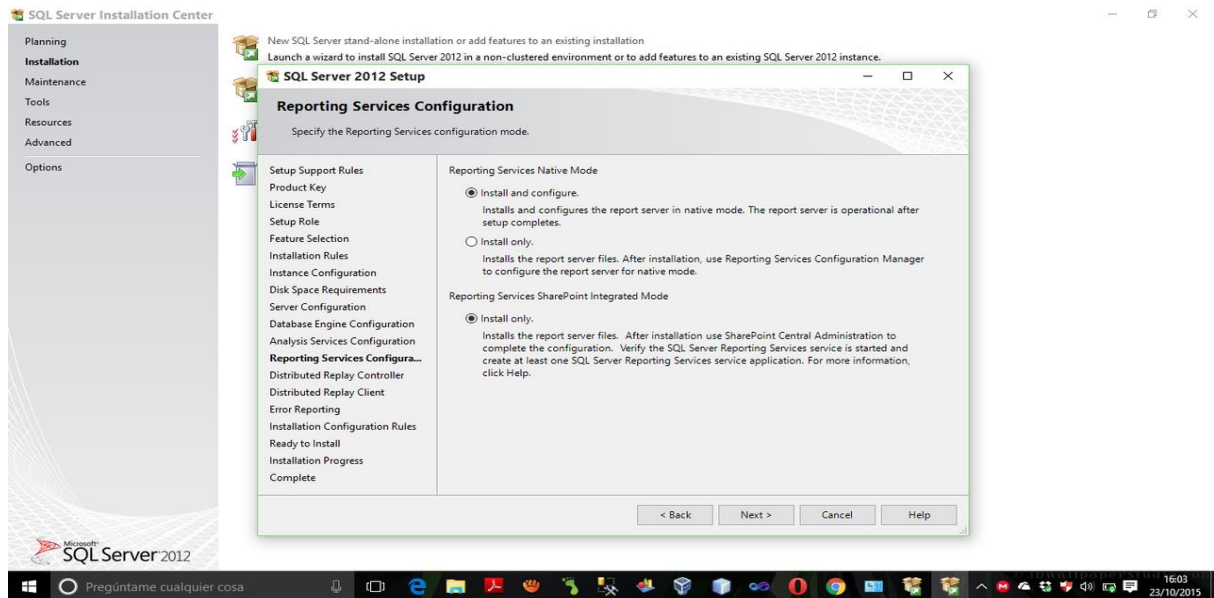 SQL Server Installation Center
Planning
Installation
Maintenance
Tools
Resources
Advanced
Options
New SQL Server stand-alone installation or add features to an existing installation
Launch a wizard to install SQL Server 2012 in a non-clustered environment or to add features to an existing SQL Server 2012 instance.
SQL Server 2012 Setup
Reporting Services Configuration
Specify the Reporting Services configuration mode.
Setup Support Rules
Product Key
License Terms
Setup Role
Feature Selection
Installation Rules
Instance Configuration
Disk Space Requirements
Server Configuration
Database Engine Configuration
Analysis Services Configuration
Reporting Services Configura...
Distributed Replay Controller
Distributed Replay Client
Error Reporting
Installation Configuration Rules
Ready to Install
Installation Progress
Complete
Reporting Services Native Mode
Install and configure.
Installs and configures the report server in native mode. The report server is operational after
setup completes.
Install only.
Installs the report server files. After installation, use Reporting Services Configuration Manager
to configure the report server for native mode.
Reporting Services SharePoint Integrated Mode
Install only.
Installs the report server files. After installation use SharePoint Central Administration to
complete the configuration. Verify the SQL Server Reporting Services service is started and
create at least one SQL Server Reporting Services service application. For more information,
click Help.
< Back
Next >
Cancel
Help
Microsoft
SQL Server 2012
Pregúntame cualquier cosa
16:03
23/10/2015